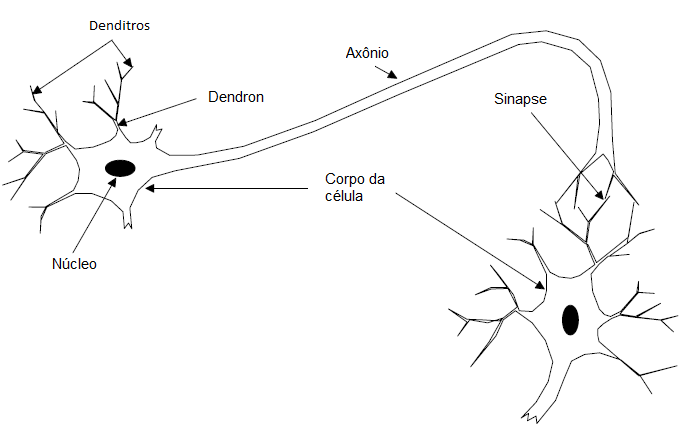 Denditros
Axônio
Dendron
Sinapse
Corpo da
célula
Núcleo